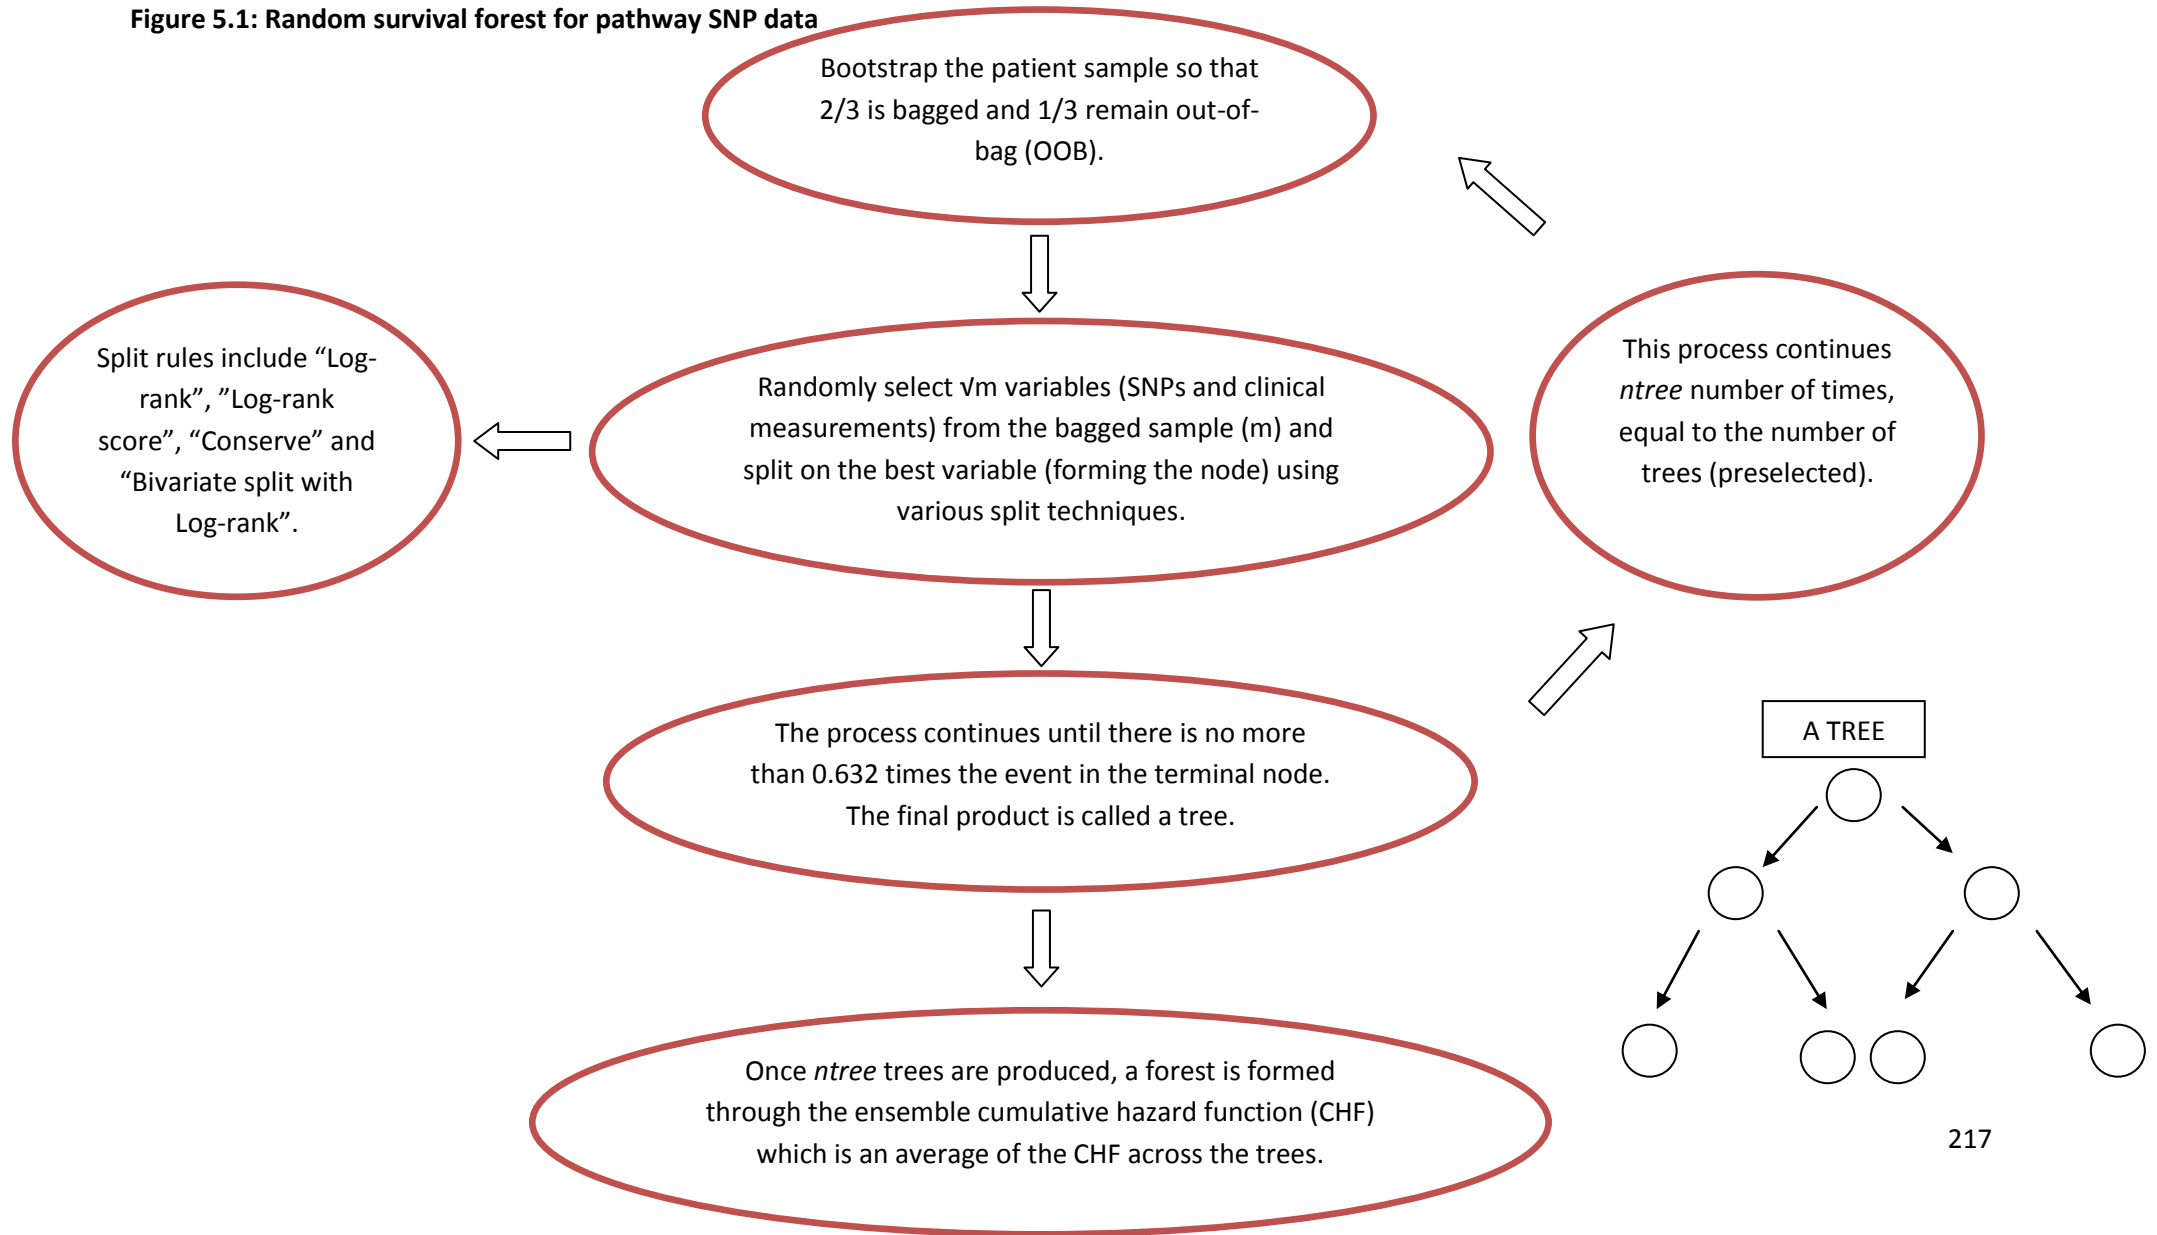 Figure 5.1: Random survival forest for pathway SNP data
Bootstrap the patient sample so that
2/3 is bagged and 1/3 remain out-of-
bag (OOB).
Split rules include “Log-
rank”, ”Log-rank
score”, “Conserve” and
“Bivariate split with
Log-rank”.
Randomly select √m variables (SNPs and clinical
measurements) from the bagged sample (m) and
split on the best variable (forming the node) using
various split techniques.
This process continues
ntree number of times,
equal to the number of
trees (preselected).
The process continues until there is no more
than 0.632 times the event in the terminal node.
The final product is called a tree.
A TREE
Once ntree trees are produced, a forest is formed
through the ensemble cumulative hazard function (CHF)
which is an average of the CHF across the trees.
217